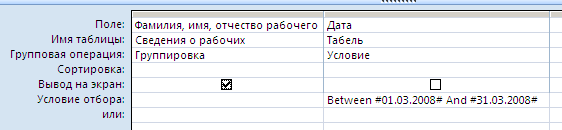 Поле: Фамилия, имя, отчество рабочего Дата
Имя таблицы: Сведения о рабочих Табель
Групповая операция: Группировка Условие
Сортировка:
Вывод на экран:
Условие отбора: Between #01.03.2008# And #31.03.2008#
или: